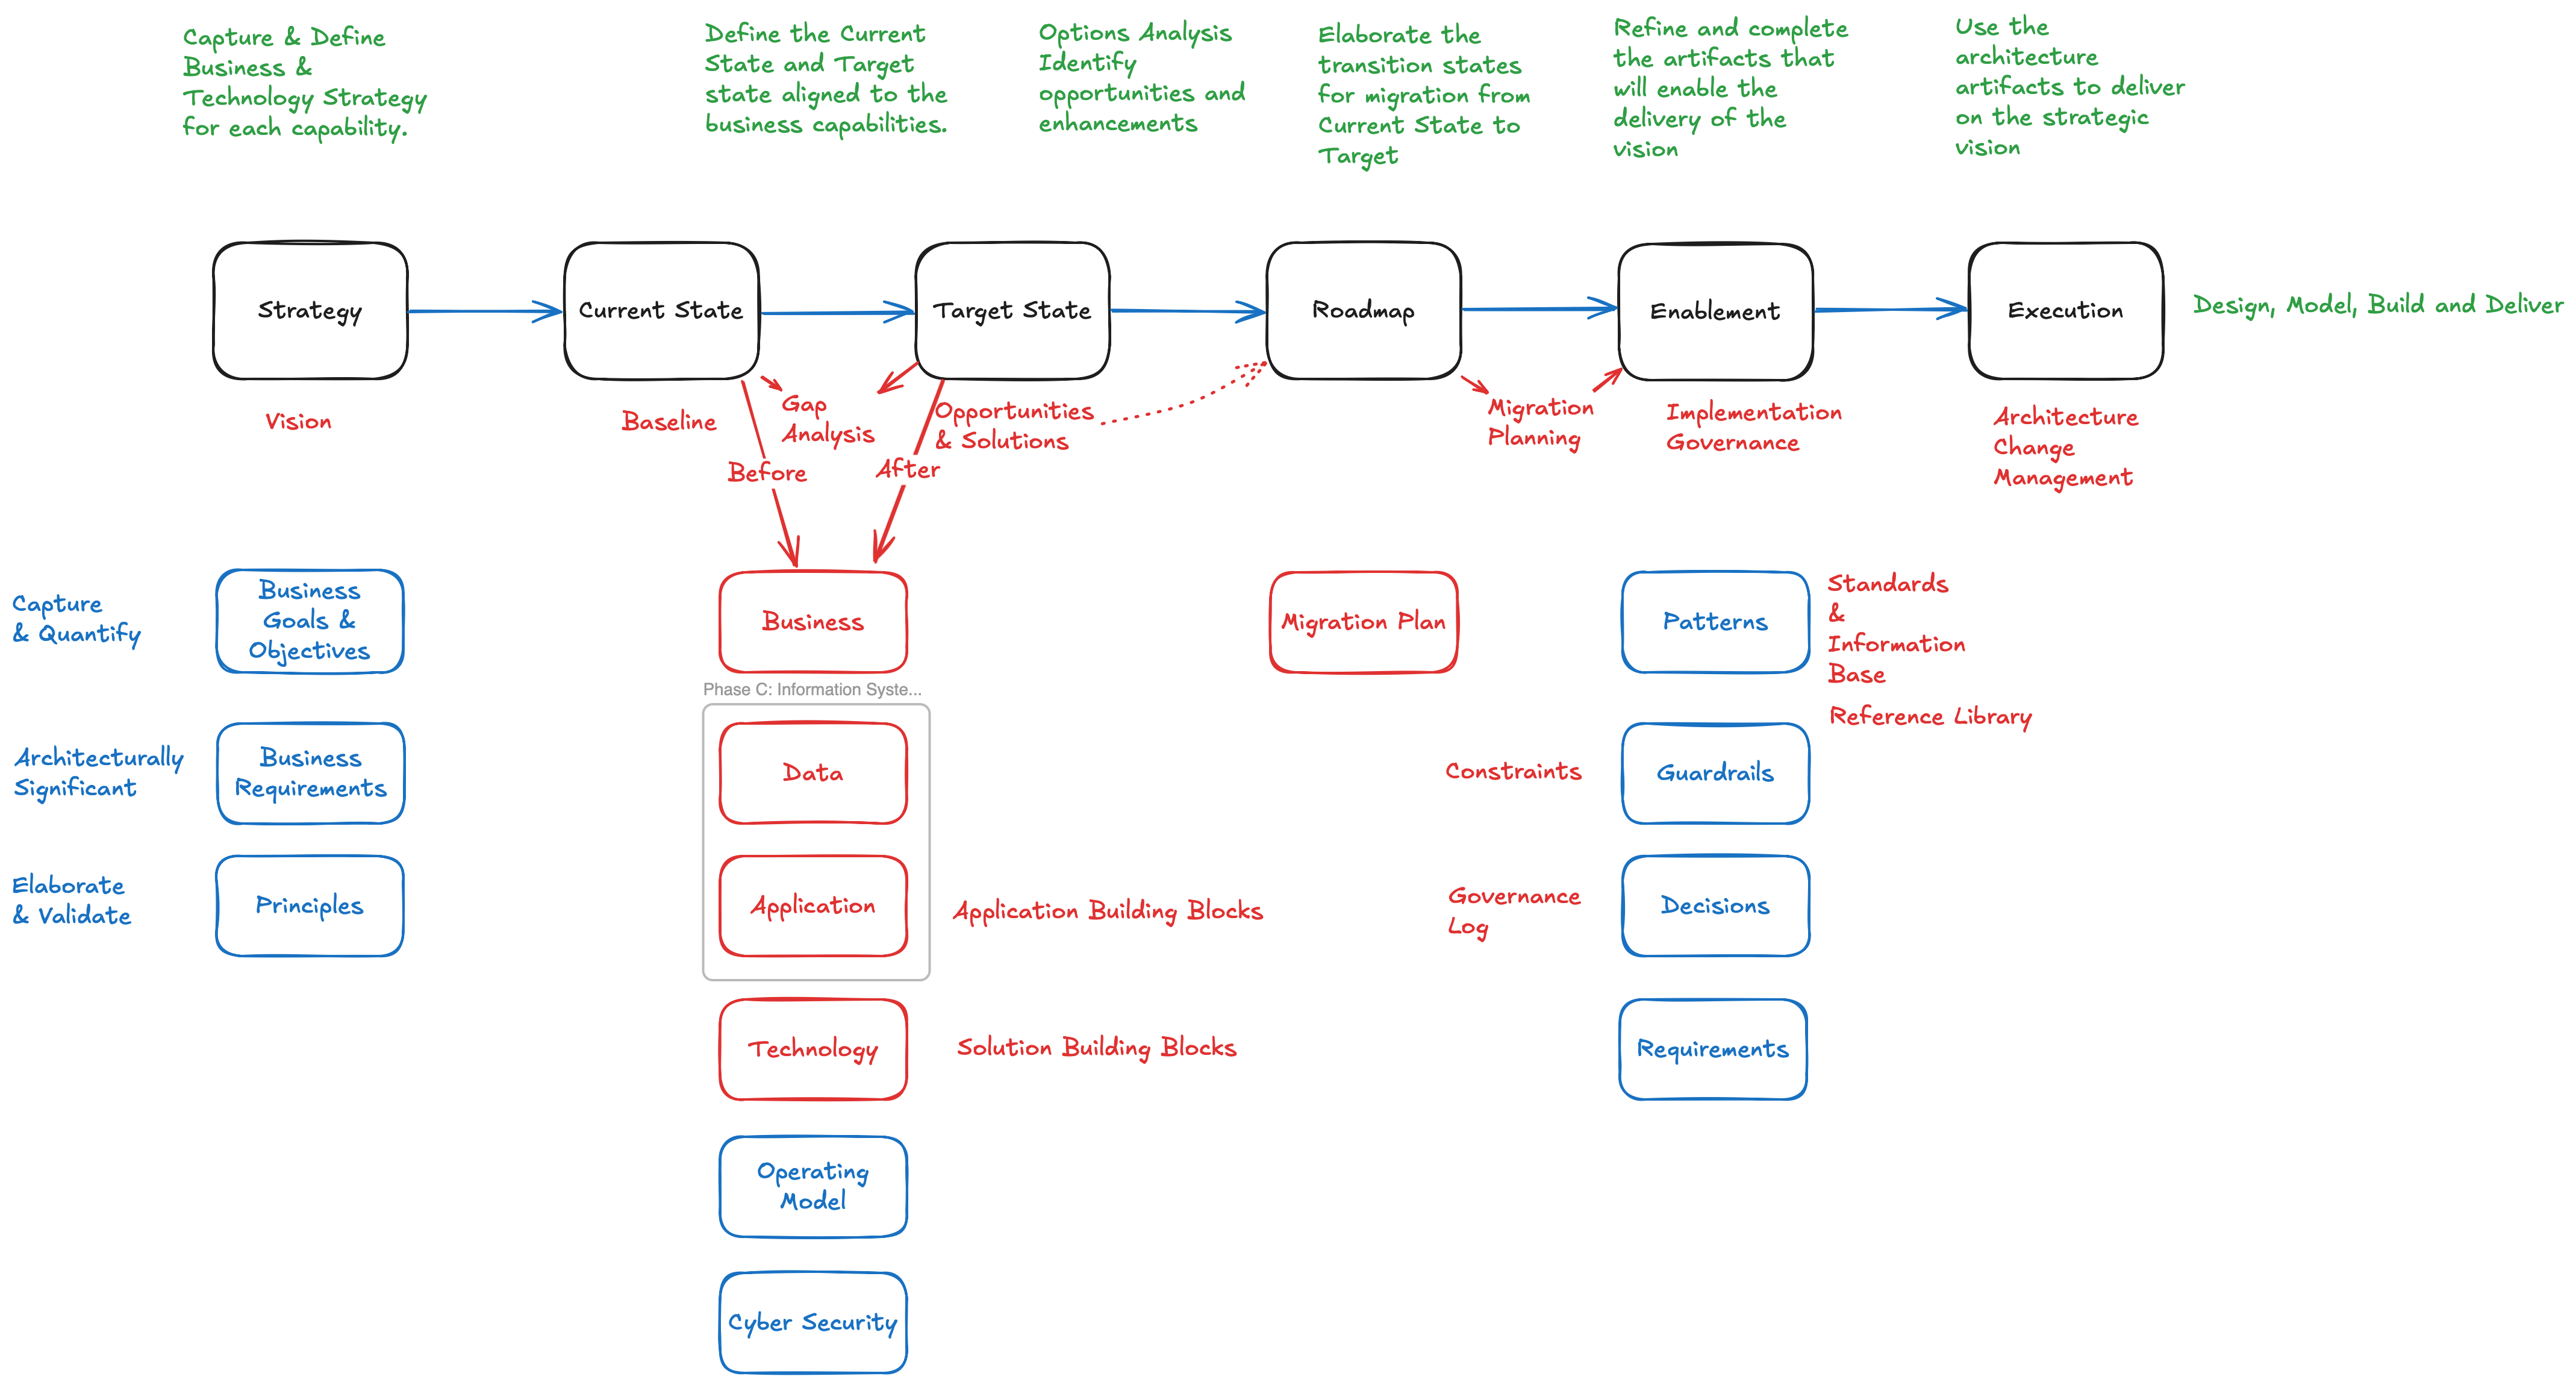 Capture & Define
Business &
Technology Strategy
for each capability.
Define the Current
State and Target
state aligned to the
business capabilities.
Options Analysis
Identify
opportunities and
enhancements
Elaborate the
transition states
for migration from
Current State to
Target
Refine and complete
the artifacts that
will enable the
delivery of the
vision
Use the
architecture
artifacts to deliver
on the strategic
vision
Strategy
Current State
Target State
Roadmap
Enablement
Execution
Design, Model, Build and Deliver
Vision
Baseline
Gap
Analysis
Before
After
Opportunities
& Solutions
Migration
Planning
Implementation
Governance
Architecture
Change
Management
Capture
& Quantify
Business
Goals &
Objectives
Business
Migration Plan
Patterns
Standards
&
Information
Base
Reference Library
Phase C: Information Syste...
Architecturally
Significant
Business
Requirements
Data
Constraints
Guardrails
Elaborate
& Validate
Principles
Application
Application Building Blocks
Governance
Log
Decisions
Technology
Solution Building Blocks
Requirements
Operating
Model
Cyber Security